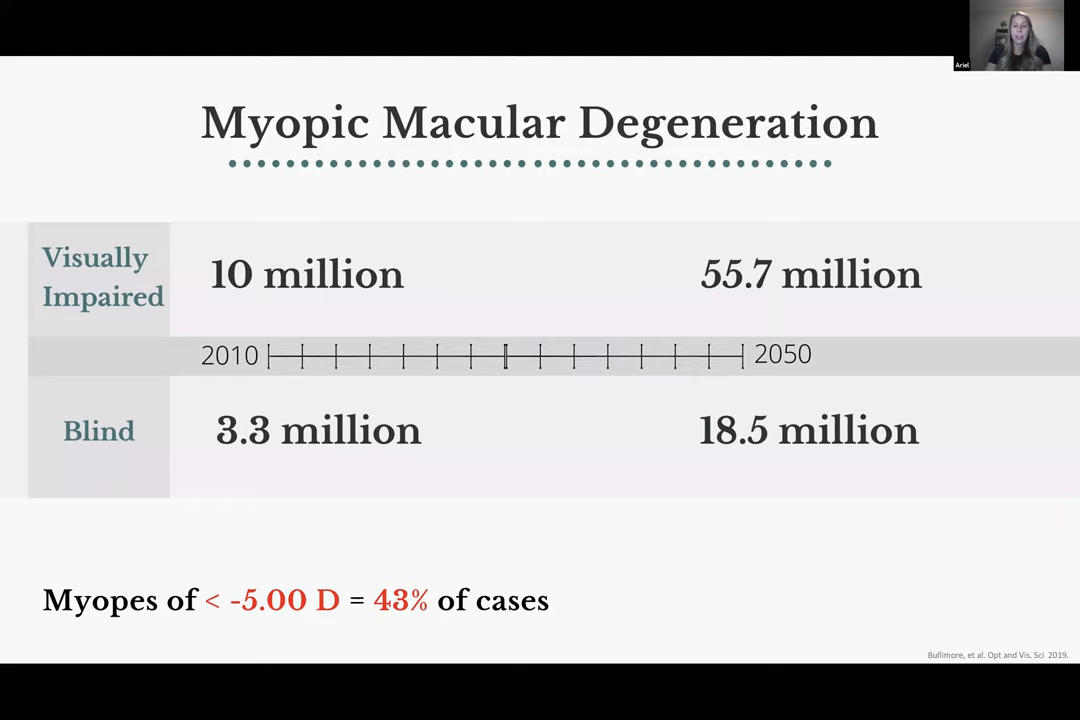 Ariel
Myopic Macular Degeneration
Visually
Impaired
10 million
55.7 million
2010
2050
Blind
3.3 million
18.5 million
Myopes of < -5.00 D = 43% of cases
Bullimore, et al. Opt and Vis. Sci 2019.